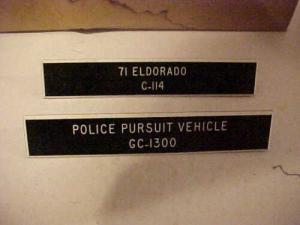 71 ELDORADO
C-114
POLICE PURSUIT VEHICLE
GC-1300